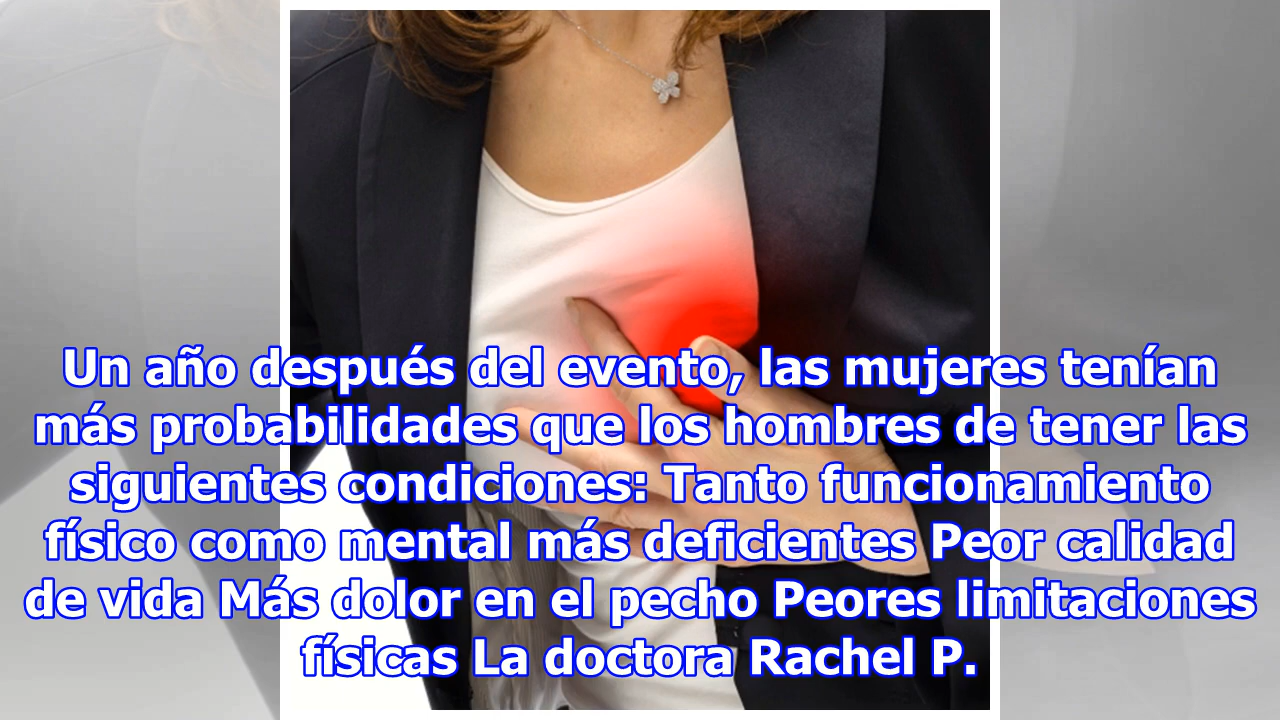 Un año después del evento, las mujeres tenían
más probabilidades que los hombres de tener las
siguientes condiciones: Tanto funcionamiento
físico como mental más deficientes Peor calidad
de vida Más dolor en el pecho Peores limitaciones
físicas La doctora Rachel P.